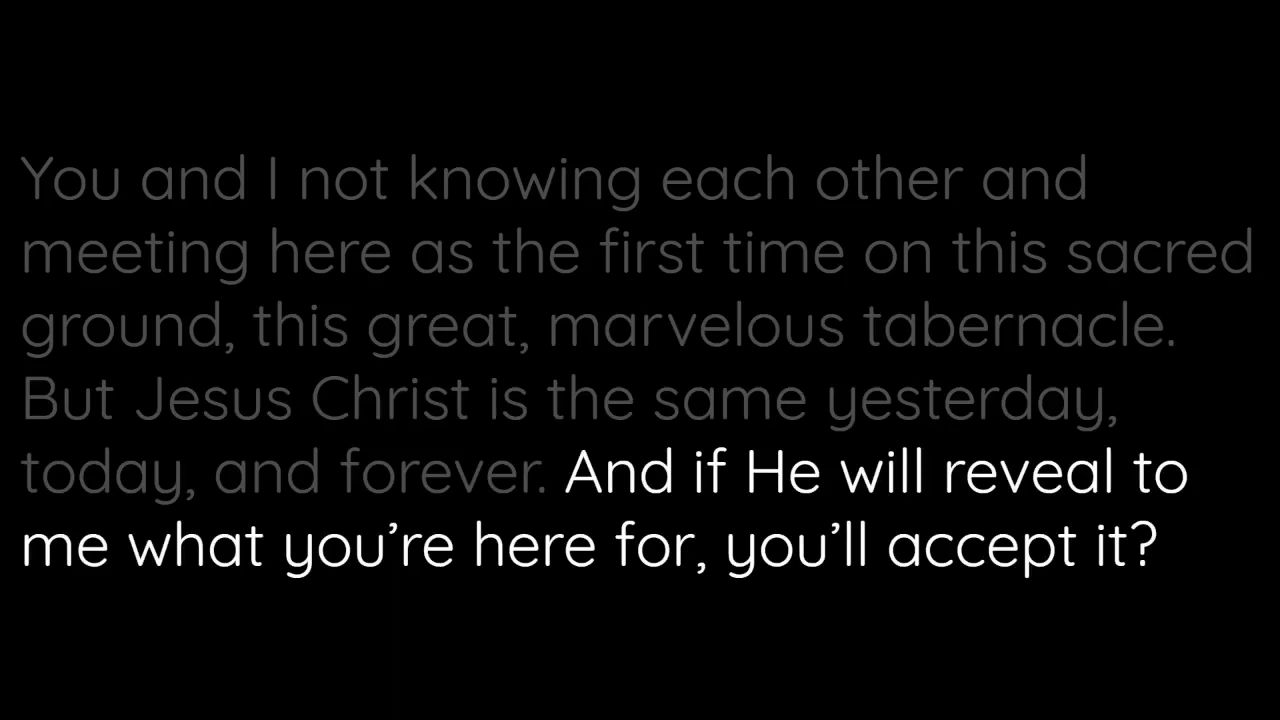 You and I not knowing each other and
meeting here as the first time on this sacred
ground, this great, marvelous tabernacle.
But Jesus Christ is the same yesterday,
today, and forever. And if He will reveal to
me what you’re here for, you’ll accept it?